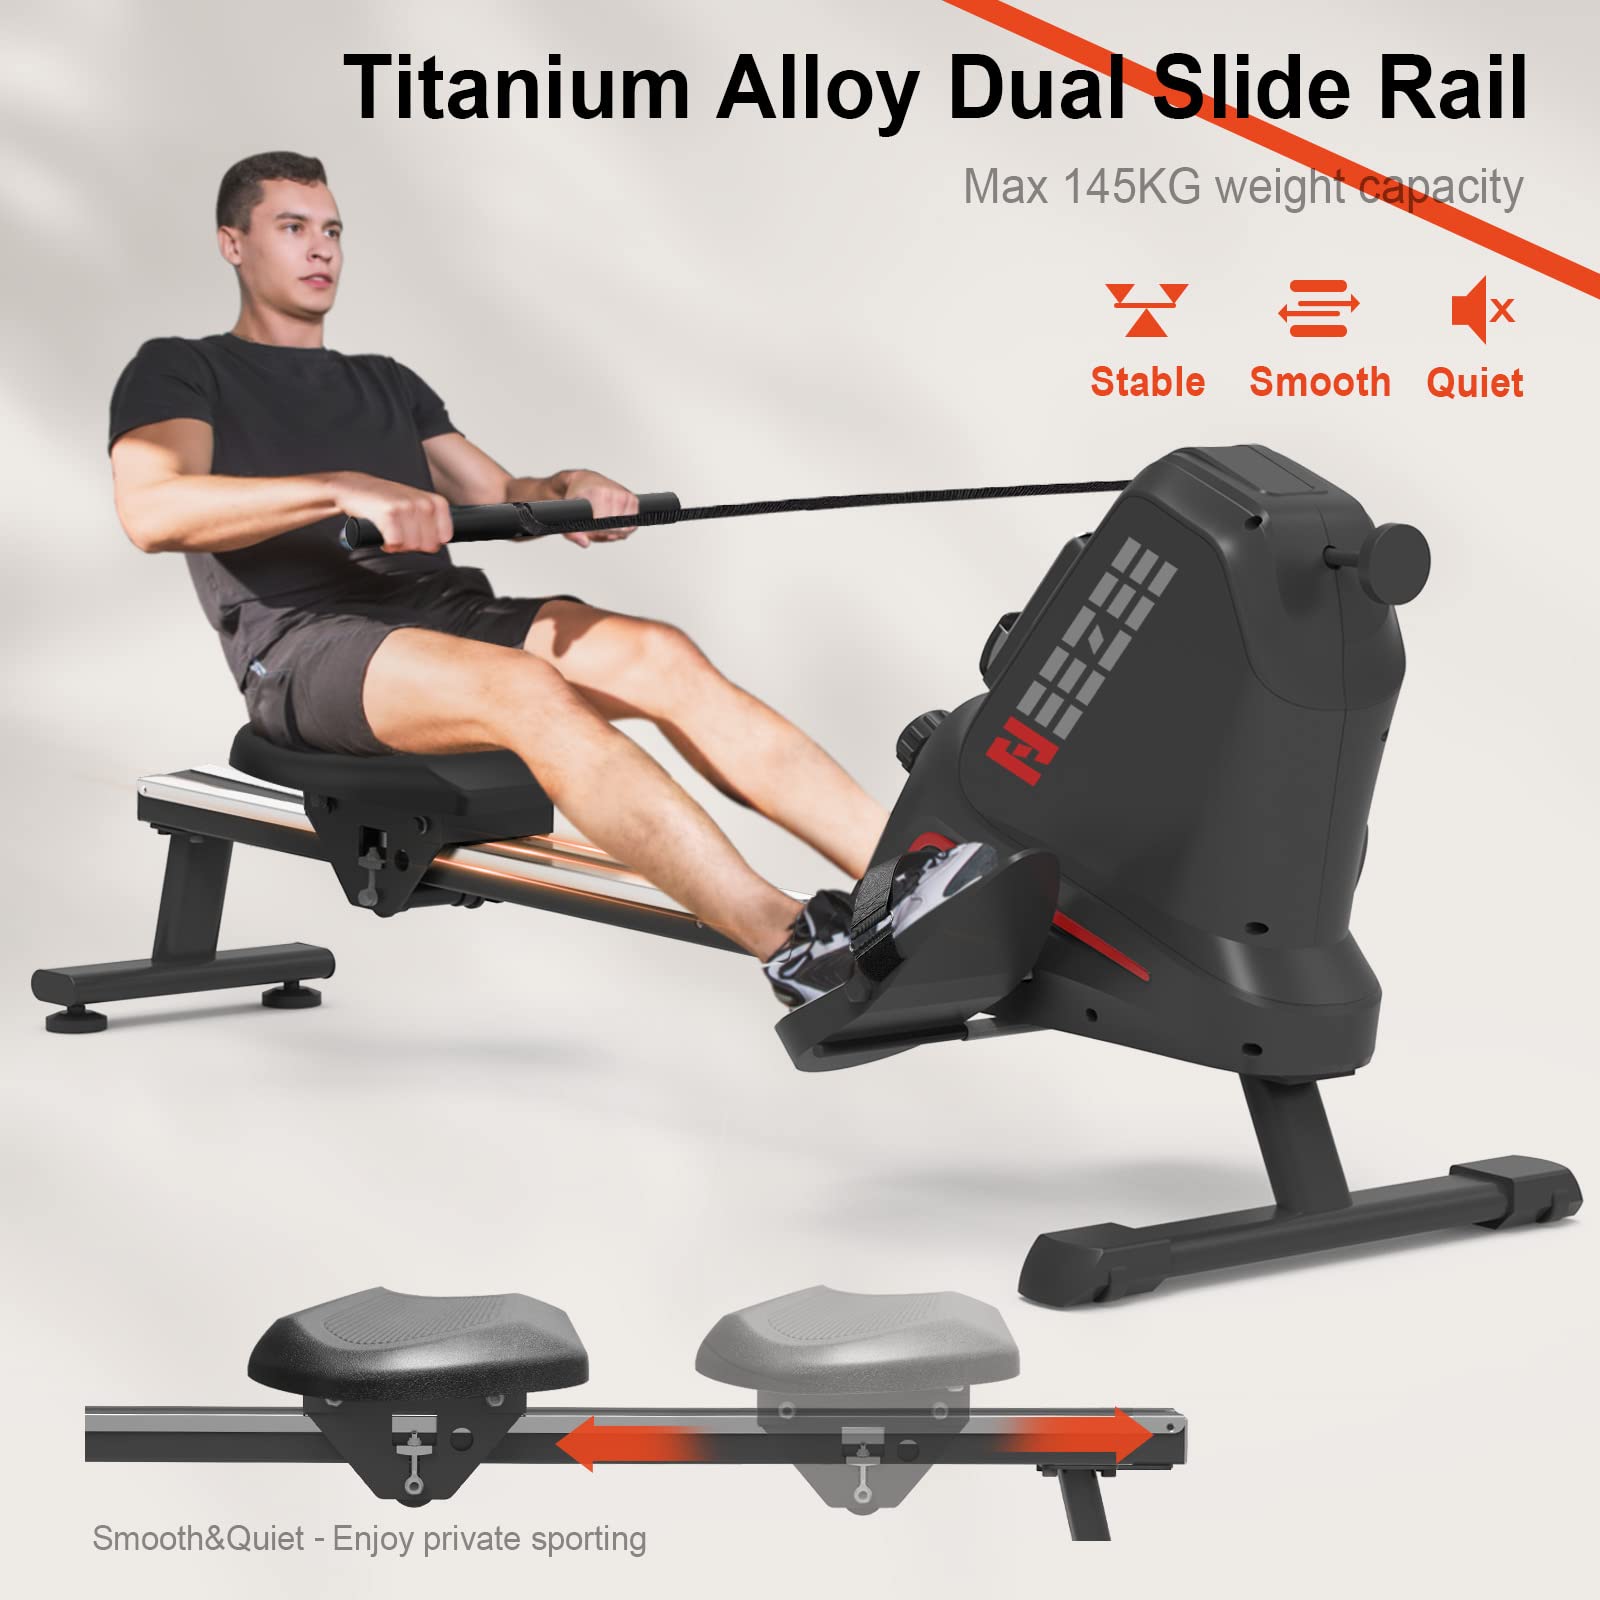 Titanium Alloy Dual Slide Rail
Max 145KG weight capacity
Stable Smooth Quiet
Smooth&Quiet - Enjoy private sporting